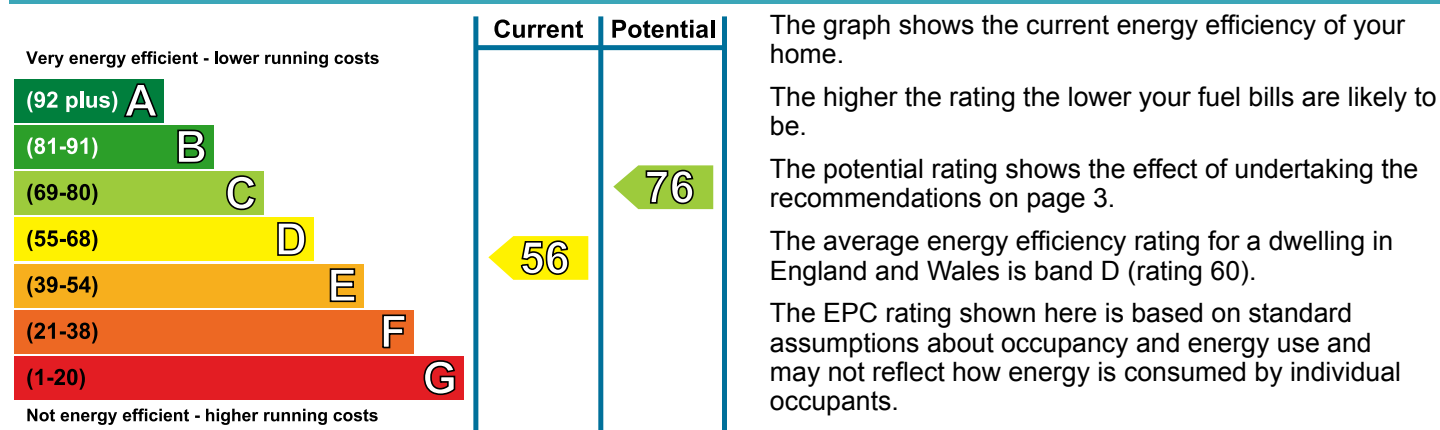 Current Potential
Very energy efficient - lower running costs
(92 plus) A
(81-91) B
(69-80) C
76
(55-68) D
56
(39-54) E
(21-38) F
(1-20) G
Not energy efficient - higher running costs
The graph shows the current energy efficiency of your
home.
The higher the rating the lower your fuel bills are likely to
be.
The potential rating shows the effect of undertaking the
recommendations on page 3.
The average energy efficiency rating for a dwelling in
England and Wales is band D (rating 60).
The EPC rating shown here is based on standard
assumptions about occupancy and energy use and
may not reflect how energy is consumed by individual
occupants.